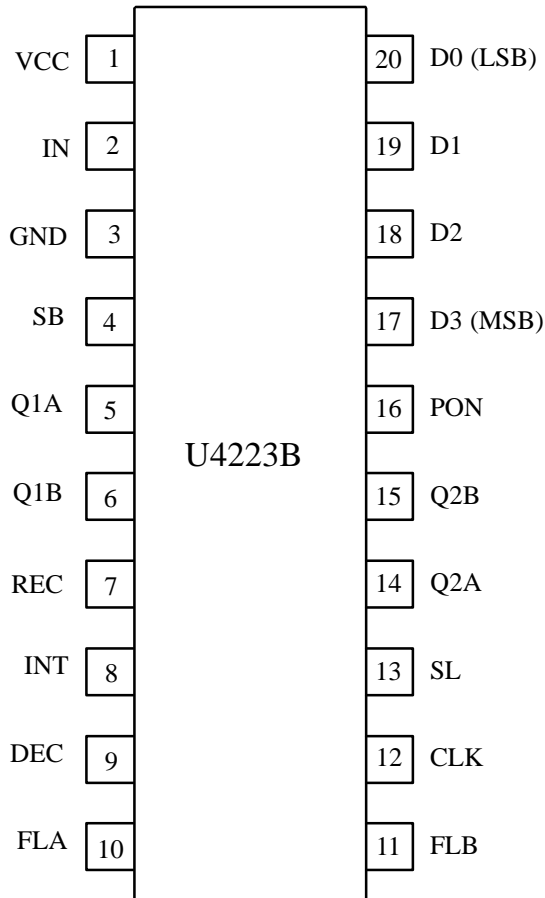 VCC 1 20 D0 (LSB)
IN 2 19 D1
GND 3 18 D2
SB 4 17 D3 (MSB)
Q1A 5 16 PON
U4223B
Q1B 6 15 Q2B
REC 7 14 Q2A
INT 8 13 SL
DEC 9 12 CLK
FLA 10 11 FLB